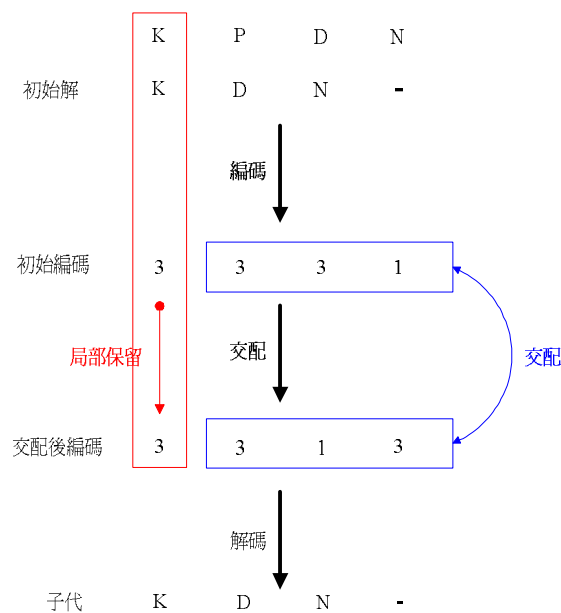 K P D N
初始解 K D N -
編碼
初始編碼 3 3 3 1
局部保留 交配 交配
交配後編碼 3 3 1 3
解碼
子代 K D N -